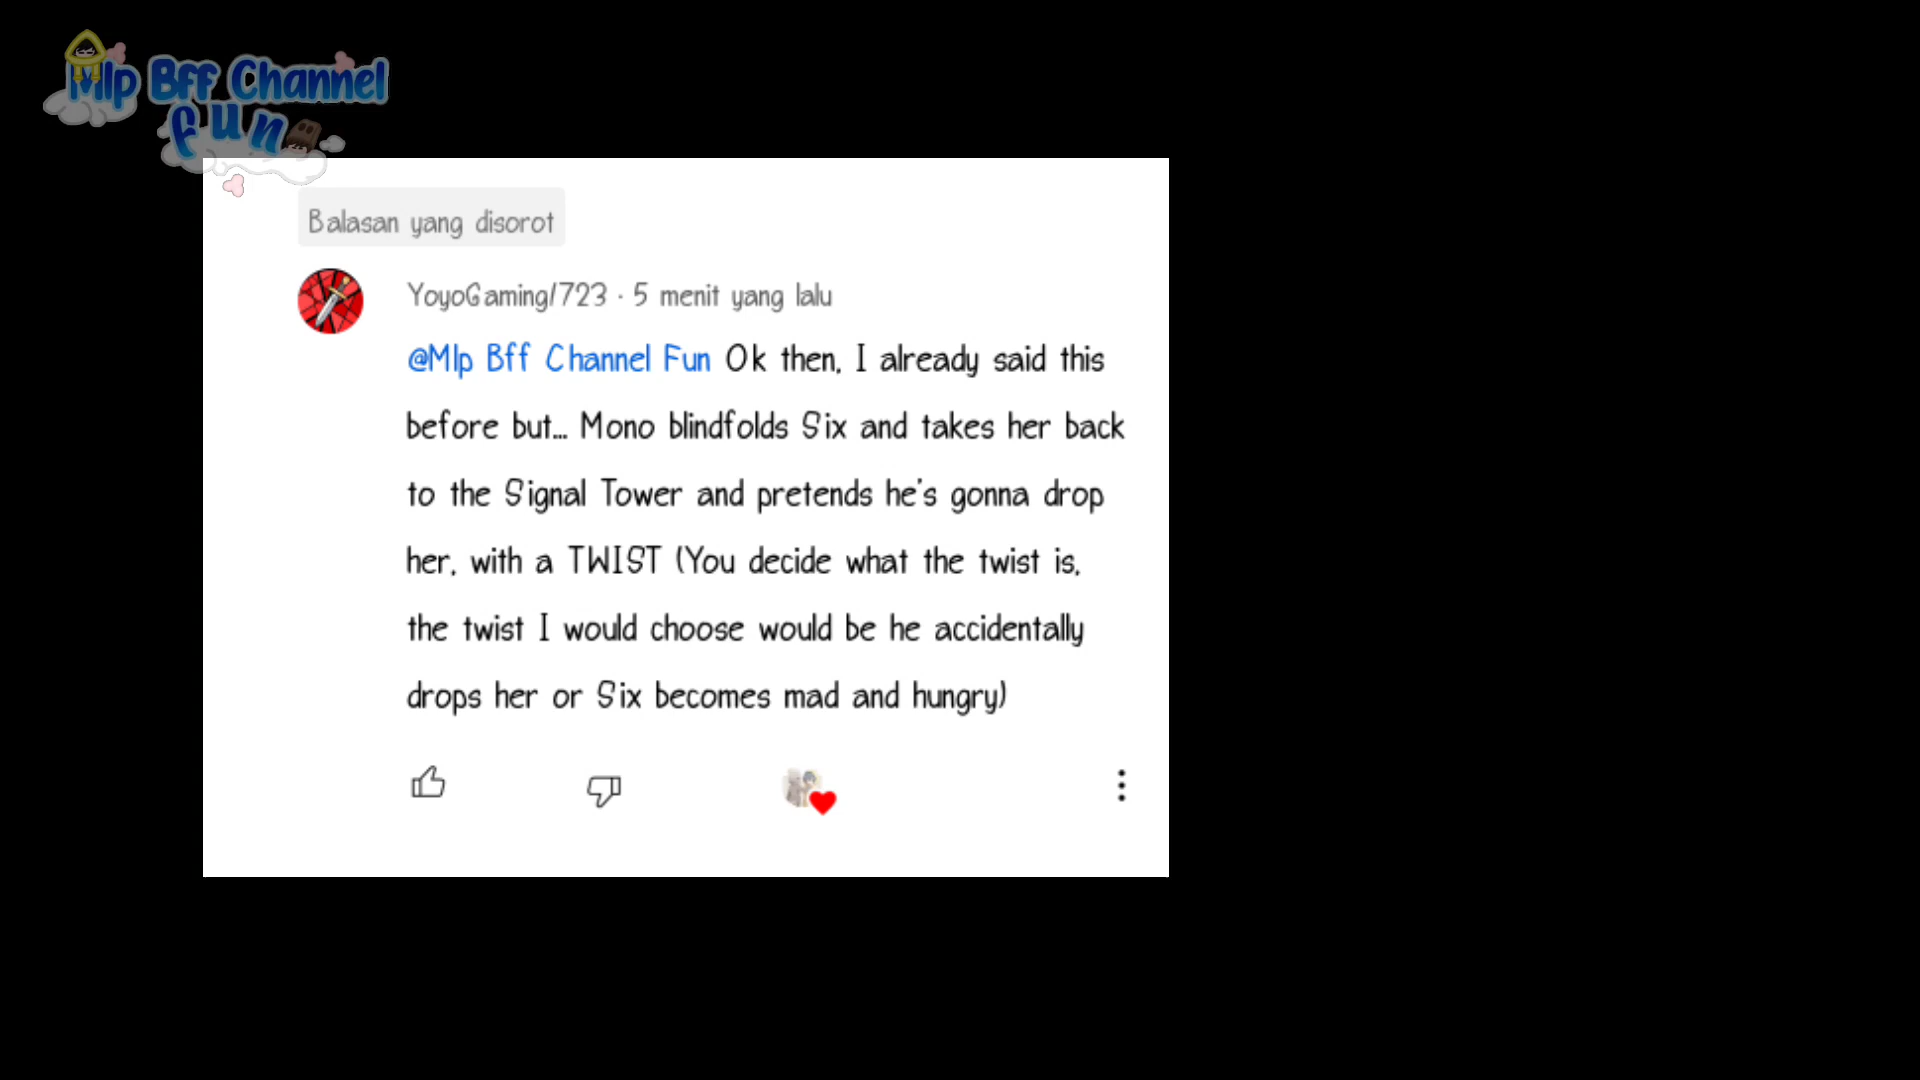 Mlp Bff Channel
Fun
Balasan yang disorot
YoyoGaming1723 · 5 menit yang lalu
@Mlp Bff Channel Fun Ok then, I already said this
before but... Mono blindfolds Six and takes her back
to the Signal Tower and pretends he's gonna drop
her, with a TWIST (You decide what the twist is,
the twist I would choose would be he accidentally
drops her or Six becomes mad and hungry)